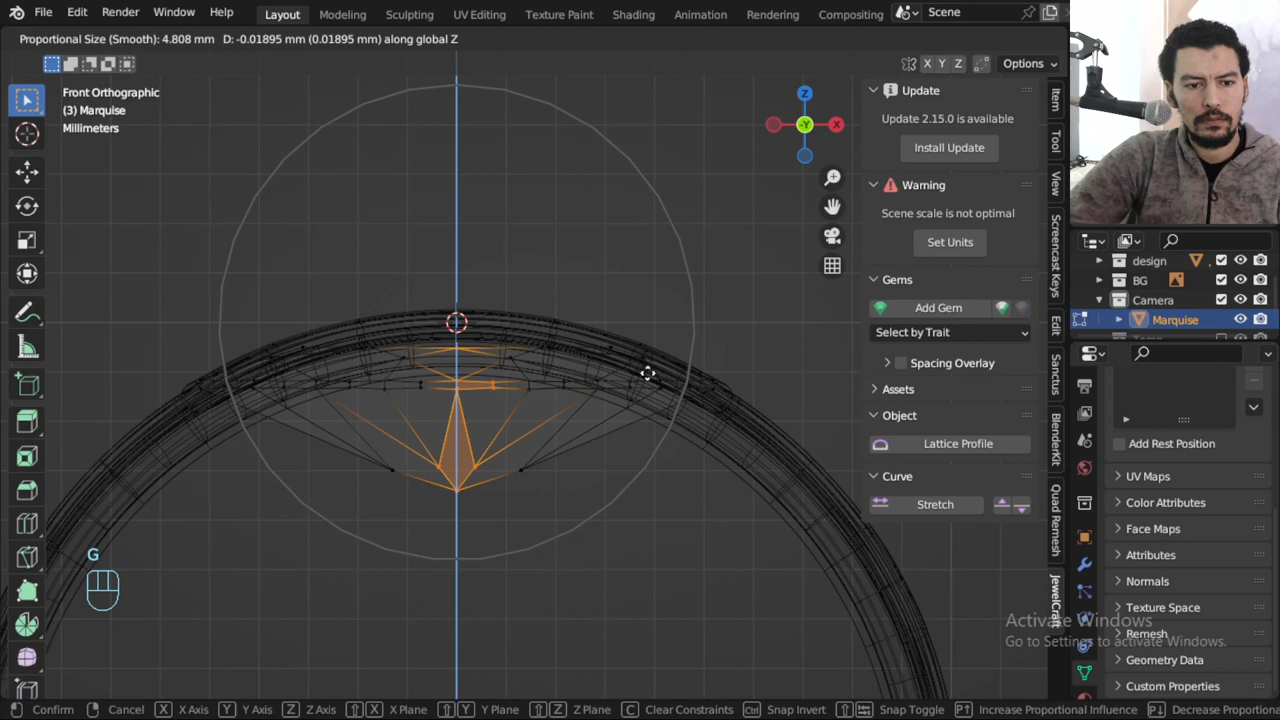 File Edit Render Window Help Layout Modeling Sculpting UV Editing Texture Paint Shading Animation Rendering Compositing Scene
Proportional Size (Smooth): 4.808 mm D: -0.01895 mm (0.01895 mm) along global Z
X Y Z Options
Front Orthographic
(3) Marquise
Millimeters
Z
-Y
X
Update
Update 2.15.0 is available
Install Update
Warning
Scene scale is not optimal
Set Units
Gems
Add Gem
Select by Trait
Spacing Overlay
Assets
Object
Lattice Profile
Curve
Stretch
Item
Tool
View
Screencast Keys
Edit
Sanctus
BlenderKit
Quad Remesh
JewelCraft
design
BG
Camera
Marquise
Add Rest Position
UV Maps
Color Attributes
Face Maps
Attributes
Normals
Texture Space
Remesh
Geometry Data
Custom Properties
G
Activate Windows
Go to Settings to activate Windows.
Confirm Cancel X X Axis Y Y Axis Z Z Axis X X Plane Y Y Plane Z Z Plane C Clear Constraints Ctrl Snap Invert Snap Toggle Increase Proportional Influence Decrease Proportional